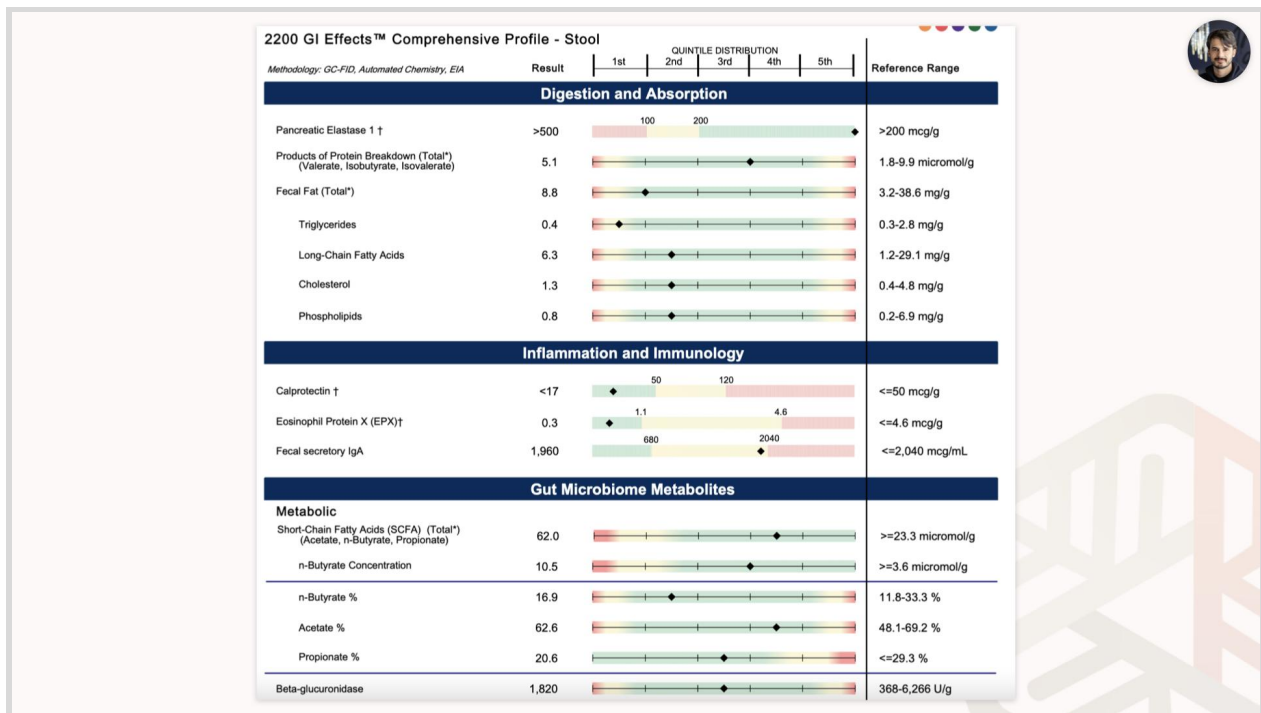 2200 GI Effects™ Comprehensive Profile - Stool
QUINTILE DISTRIBUTION
Methodology: GC-FID, Automated Chemistry, EIA Result 1st 2nd 3rd 4th 5th Reference Range
Digestion and Absorption
100 200
Pancreatic Elastase 1 † >500 >200 mcg/g
Products of Protein Breakdown (Total*)
(Valerate, Isobutyrate, Isovalerate) 5.1 1.8-9.9 micromol/g
Fecal Fat (Total*) 8.8 3.2-38.6 mg/g
Triglycerides 0.4 0.3-2.8 mg/g
Long-Chain Fatty Acids 6.3 1.2-29.1 mg/g
Cholesterol 1.3 0.4-4.8 mg/g
Phospholipids 0.8 0.2-6.9 mg/g
Inflammation and Immunology
50 120
Calprotectin † <17 <=50 mcg/g
1.1 4.6
Eosinophil Protein X (EPX)† 0.3 <=4.6 mcg/g
680 2040
Fecal secretory IgA 1,960 <=2,040 mcg/mL
Gut Microbiome Metabolites
Metabolic
Short-Chain Fatty Acids (SCFA) (Total*)
(Acetate, n-Butyrate, Propionate) 62.0 >=23.3 micromol/g
n-Butyrate Concentration 10.5 >=3.6 micromol/g
n-Butyrate % 16.9 11.8-33.3 %
Acetate % 62.6 48.1-69.2 %
Propionate % 20.6 <=29.3 %
Beta-glucuronidase 1,820 368-6,266 U/g